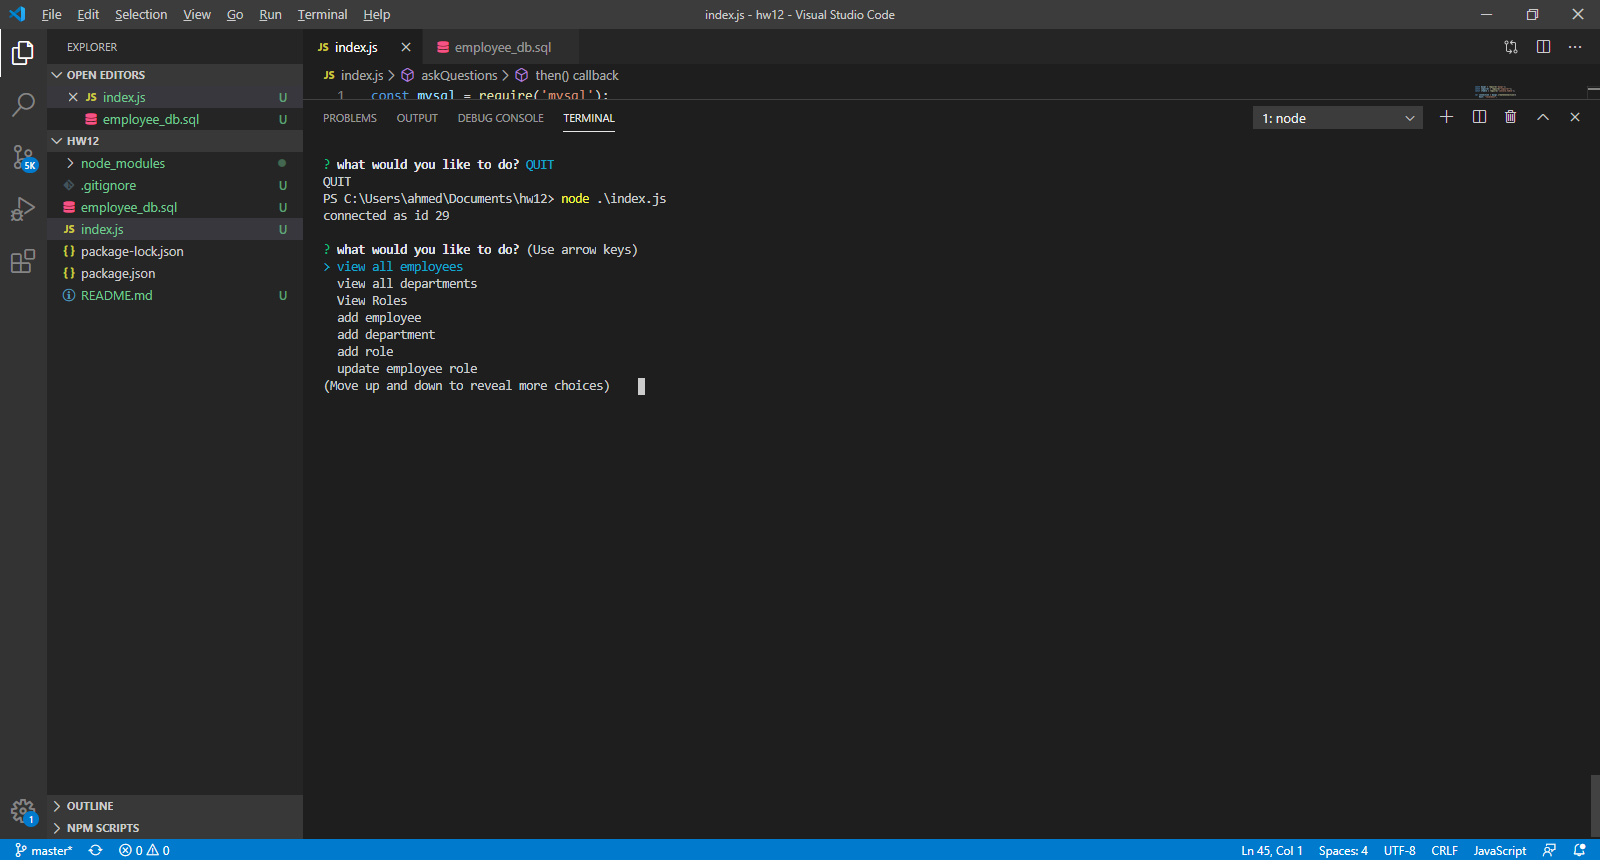 File Edit Selection View Go Run Terminal Help
index.js - hw12 - Visual Studio Code
EXPLORER
OPEN EDITORS
JS index.js U
employee_db.sql U
HW12
node_modules
.gitignore U
employee_db.sql U
JS index.js U
{} package-lock.json
{} package.json
README.md U
OUTLINE
NPM SCRIPTS
5K
1
JS index.js
employee_db.sql
JS index.js > askQuestions > then() callback
1 const mysql = require('mysql');
PROBLEMS OUTPUT DEBUG CONSOLE TERMINAL
1: node
? what would you like to do? QUIT
QUIT
PS C:\Users\ahmed\Documents\hw12> node .\index.js
connected as id 29
? what would you like to do? (Use arrow keys)
> view all employees
view all departments
View Roles
add employee
add department
add role
update employee role
(Move up and down to reveal more choices)
master* 0 0
Ln 45, Col 1 Spaces: 4 UTF-8 CRLF JavaScript